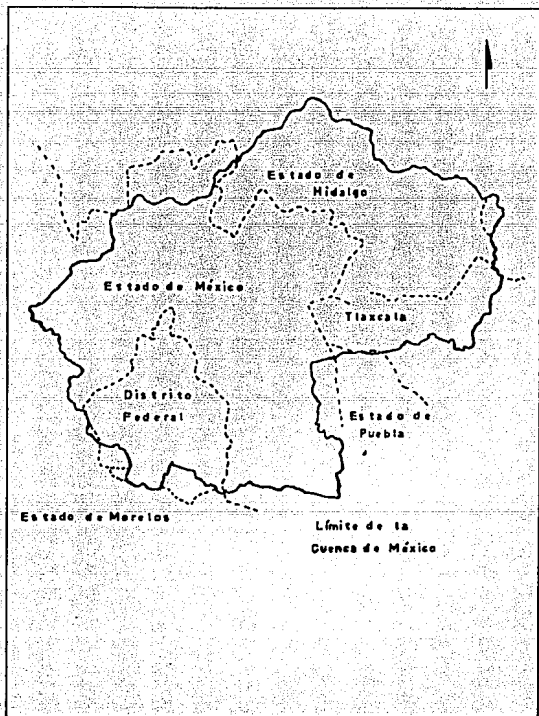 Estado de
Hidalgo
Estado de México
Tlaxcala
Distrito
Federal
Estado de
Puebla
Estado de Morelos
Límite de la
Cuenca de México